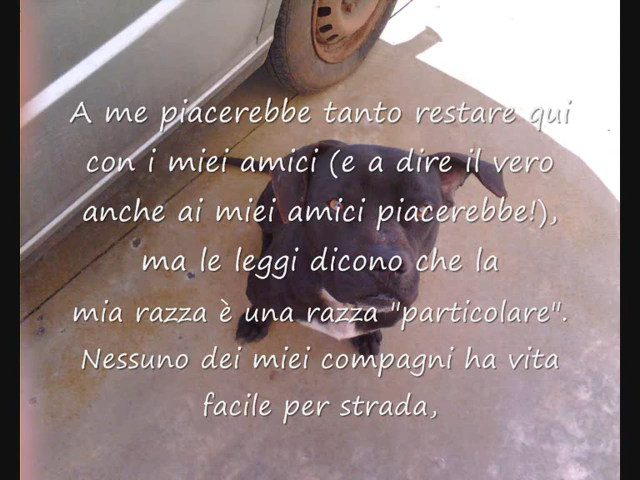 A me piacerebbe tanto restare qui
con i miei amici (e a dire il vero
anche ai miei amici piacerebbe!),
ma le leggi dicono che la
mia razza è una razza "particolare".
Nessuno dei miei compagni ha vita
facile per strada,